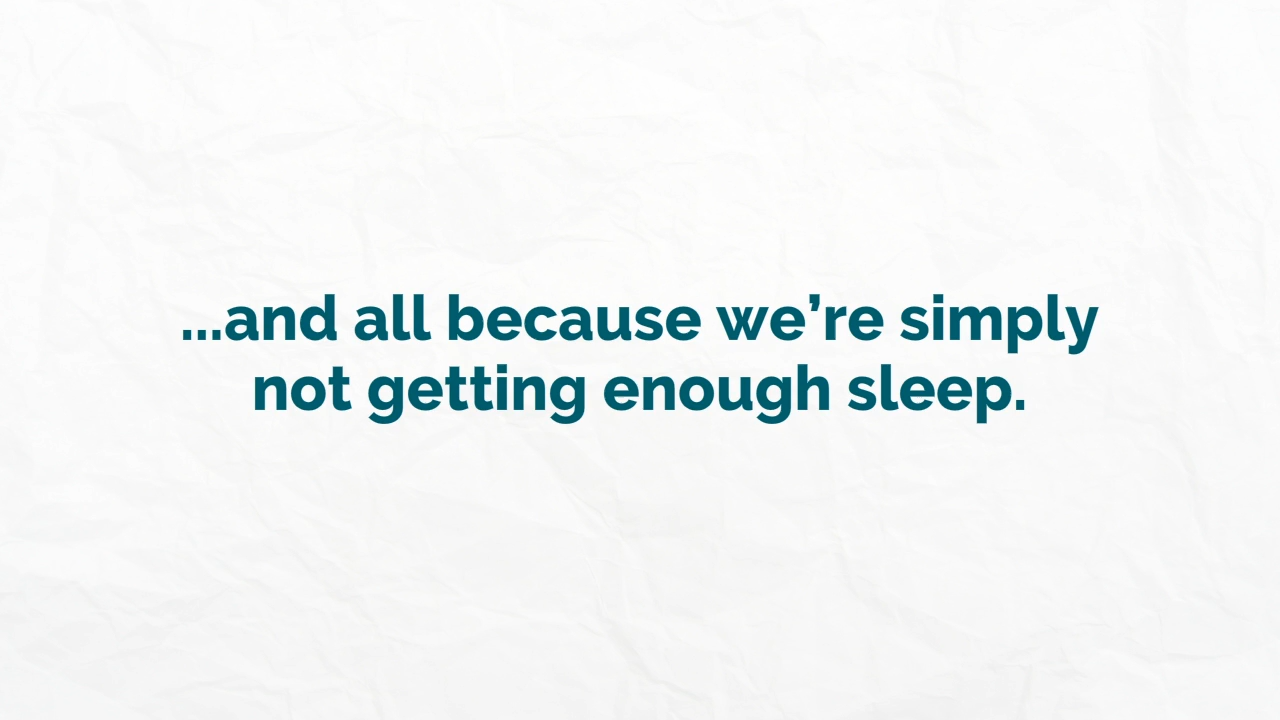 ...and all because we’re simply
not getting enough sleep.